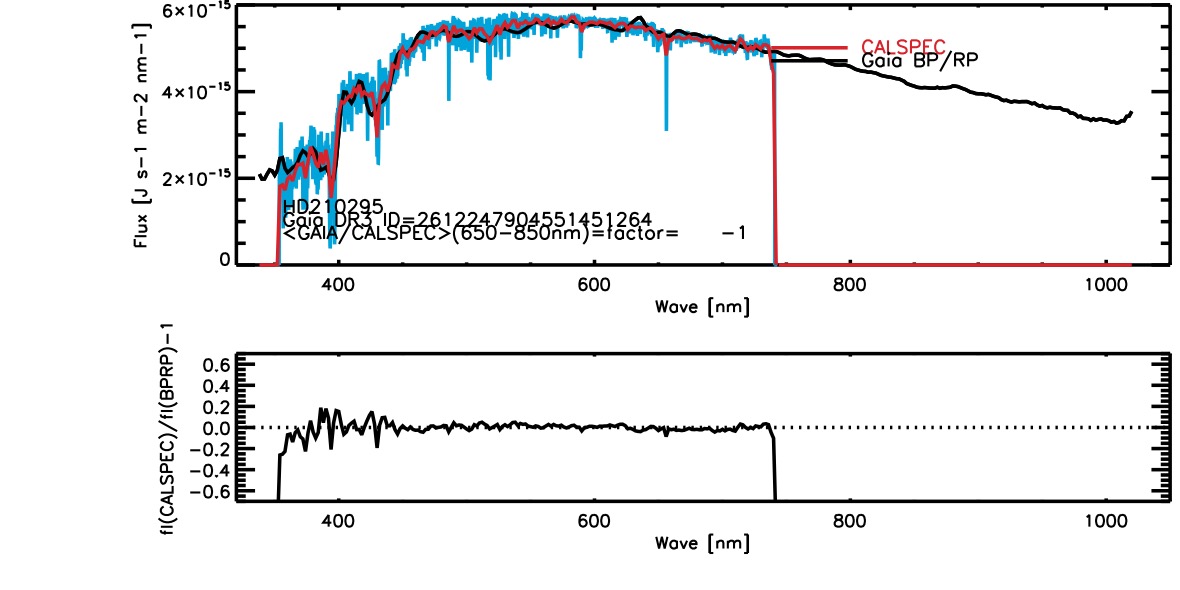 6×10−15
4×10−15
2×10−15
0
Flux [J s−1 m−2 nm−1]
CALSPEC
Gaia BP/RP
HD210295
Gaia DR3 ID=2612247904551451264
<GAIA/CALSPEC>(650−850nm)=factor= −1
400 600 800 1000
Wave [nm]
0.6
0.4
0.2
0.0
−0.2
−0.4
−0.6
fl(CALSPEC)/fl(BPRP)−1
400 600 800 1000
Wave [nm]